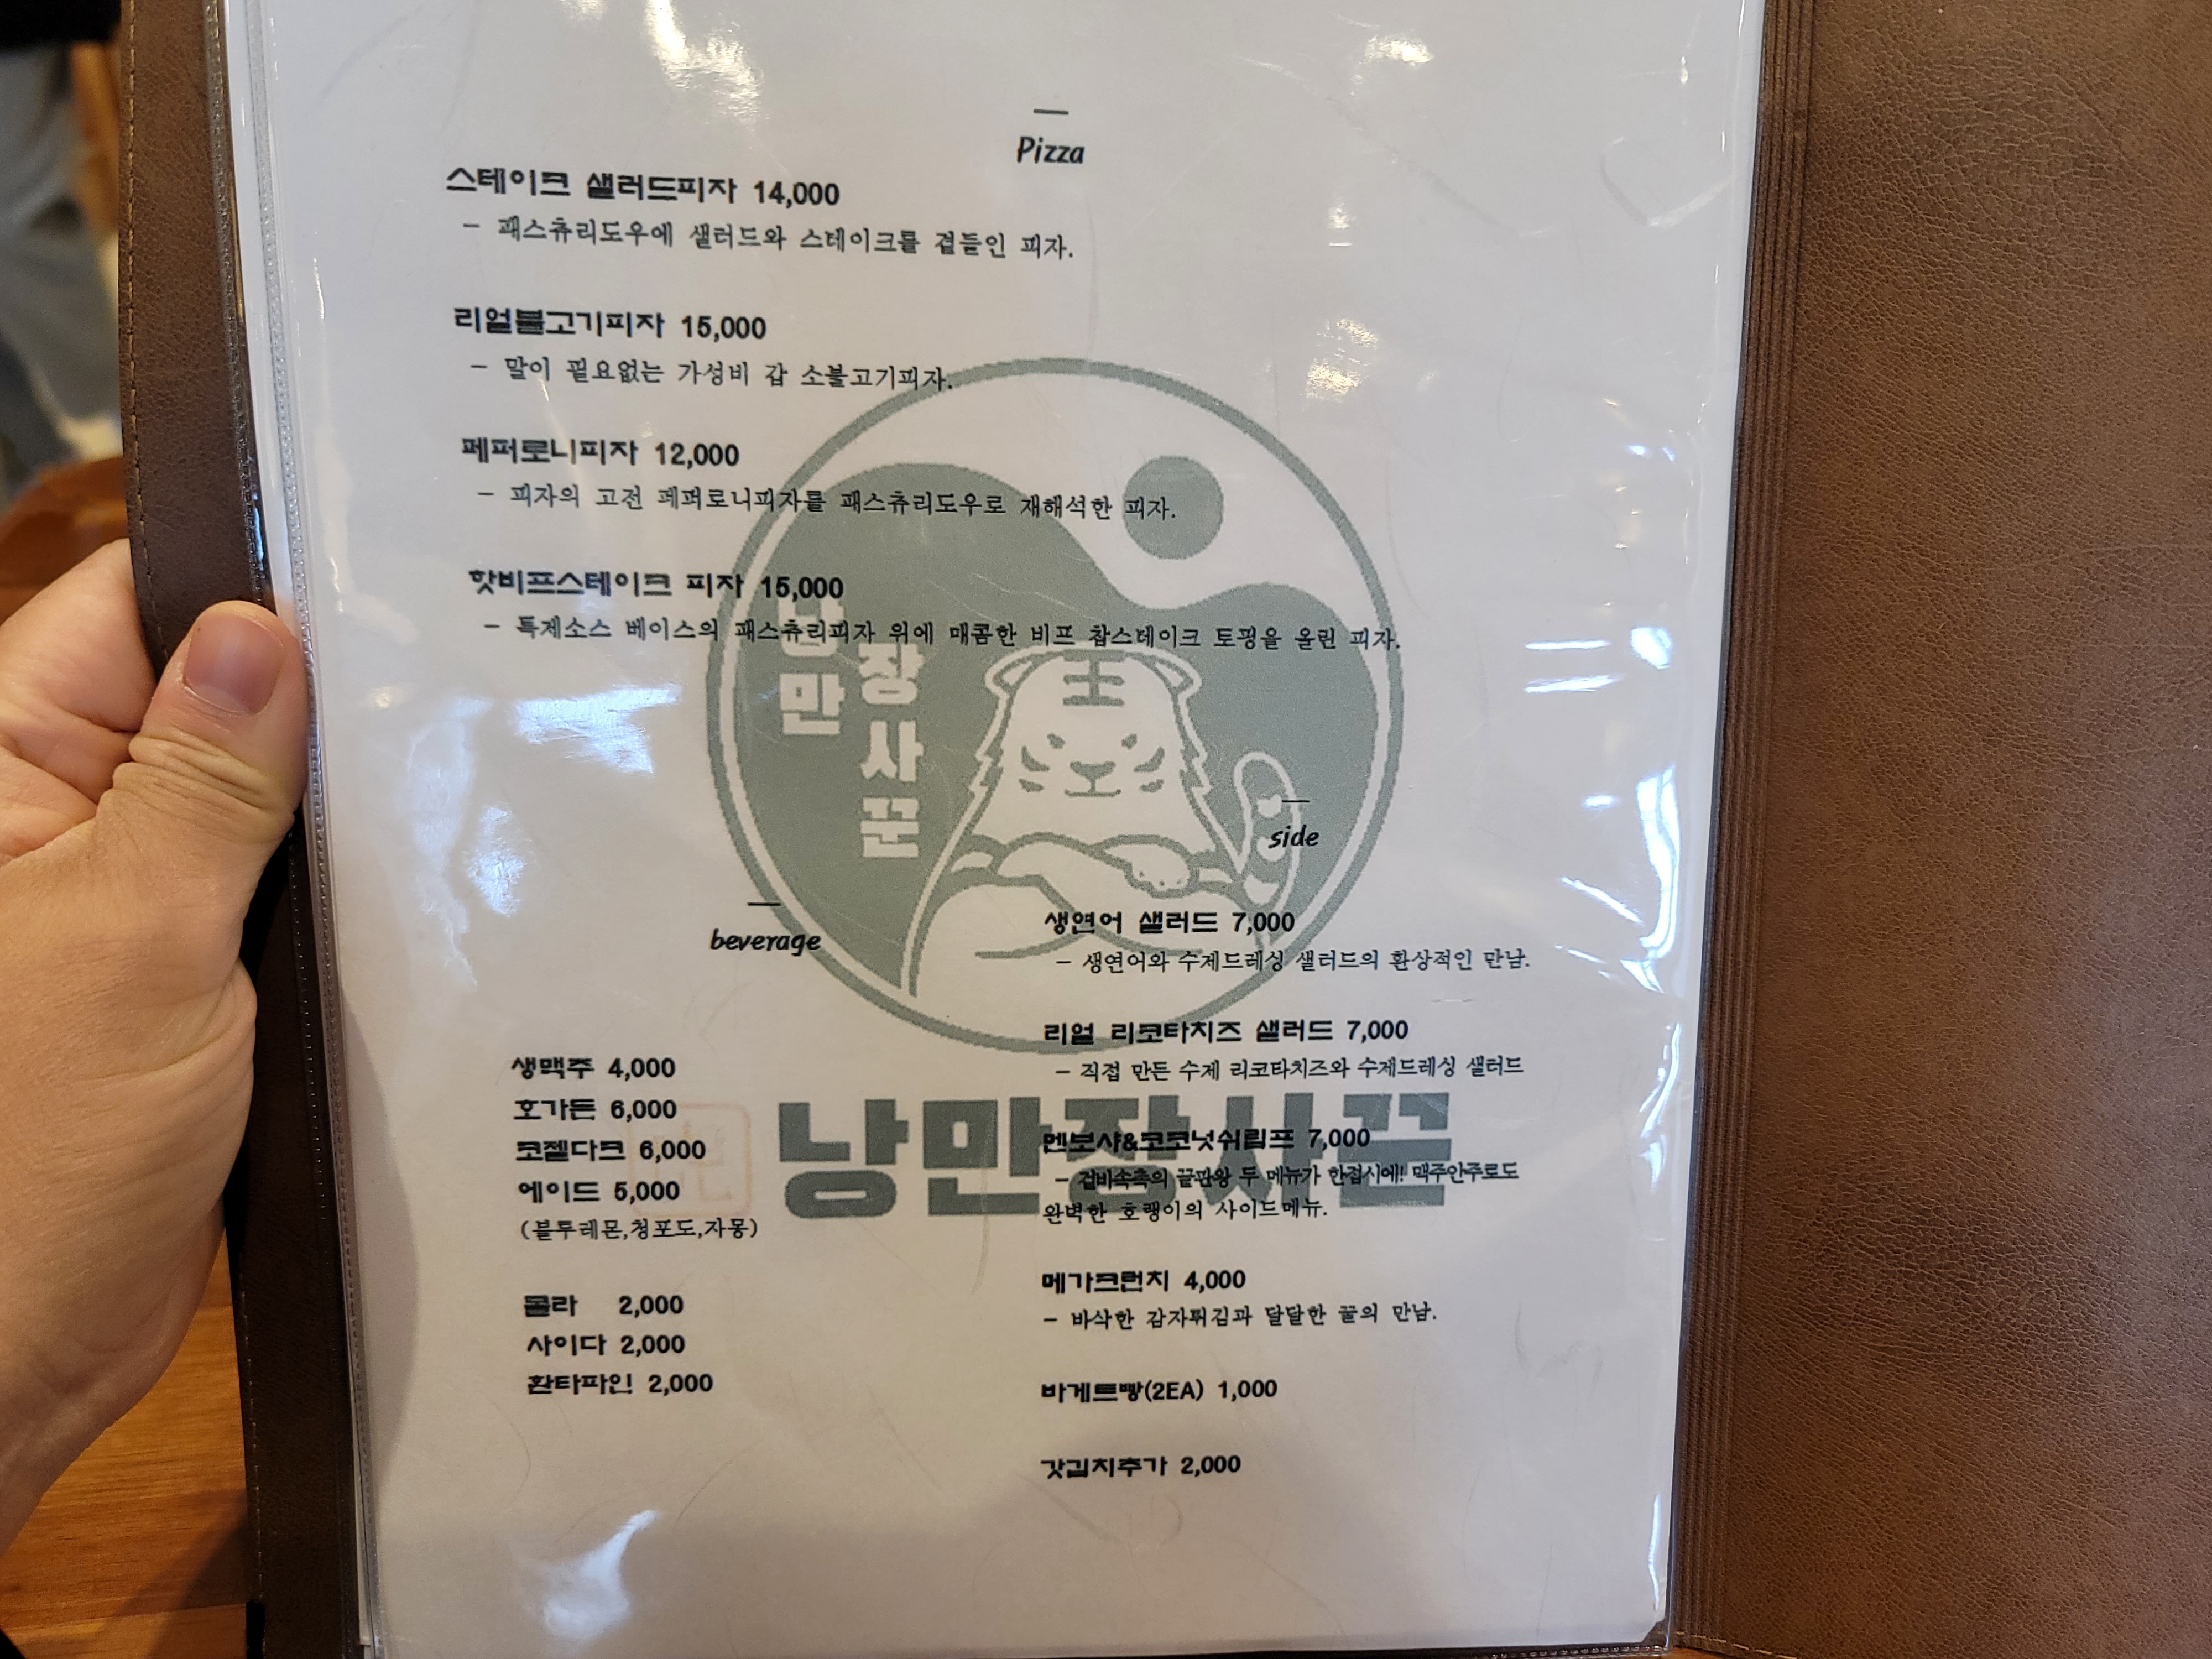 Pizza
스테이크 샐러드피자 14,000
- 패스츄리도우에 샐러드와 스테이크를 곁들인 피자.
리얼불고기피자 15,000
- 말이 필요없는 가성비 갑 소불고기피자.
페퍼로니피자 12,000
- 피자의 고전 페퍼로니피자를 패스츄리도우로 재해석한 피자.
핫비프스테이크 피자 15,000
- 특제소스 베이스의 패스츄리피자 위에 매콤한 비프 찹스테이크 토핑을 올린 피자.
낭만
장사꾼
王
beverage
생맥주 4,000
호가든 6,000
코젤다크 6,000
에이드 5,000
(블루레몬,청포도,자몽)
콜라 2,000
사이다 2,000
환타파인 2,000
side
생연어 샐러드 7,000
- 생연어와 수제드레싱 샐러드의 환상적인 만남.
리얼 리코타치즈 샐러드 7,000
- 직접 만든 수제 리코타치즈와 수제드레싱 샐러드
멘보샤&코코넛쉬림프 7,000
- 겉바속촉의 끝판왕 두 메뉴가 한접시에! 맥주안주로도
완벽한 호랭이의 사이드메뉴.
메가크런치 4,000
- 바삭한 감자튀김과 달달한 꿀의 만남.
바게트빵(2EA) 1,000
갓김치추가 2,000
낭만장사꾼